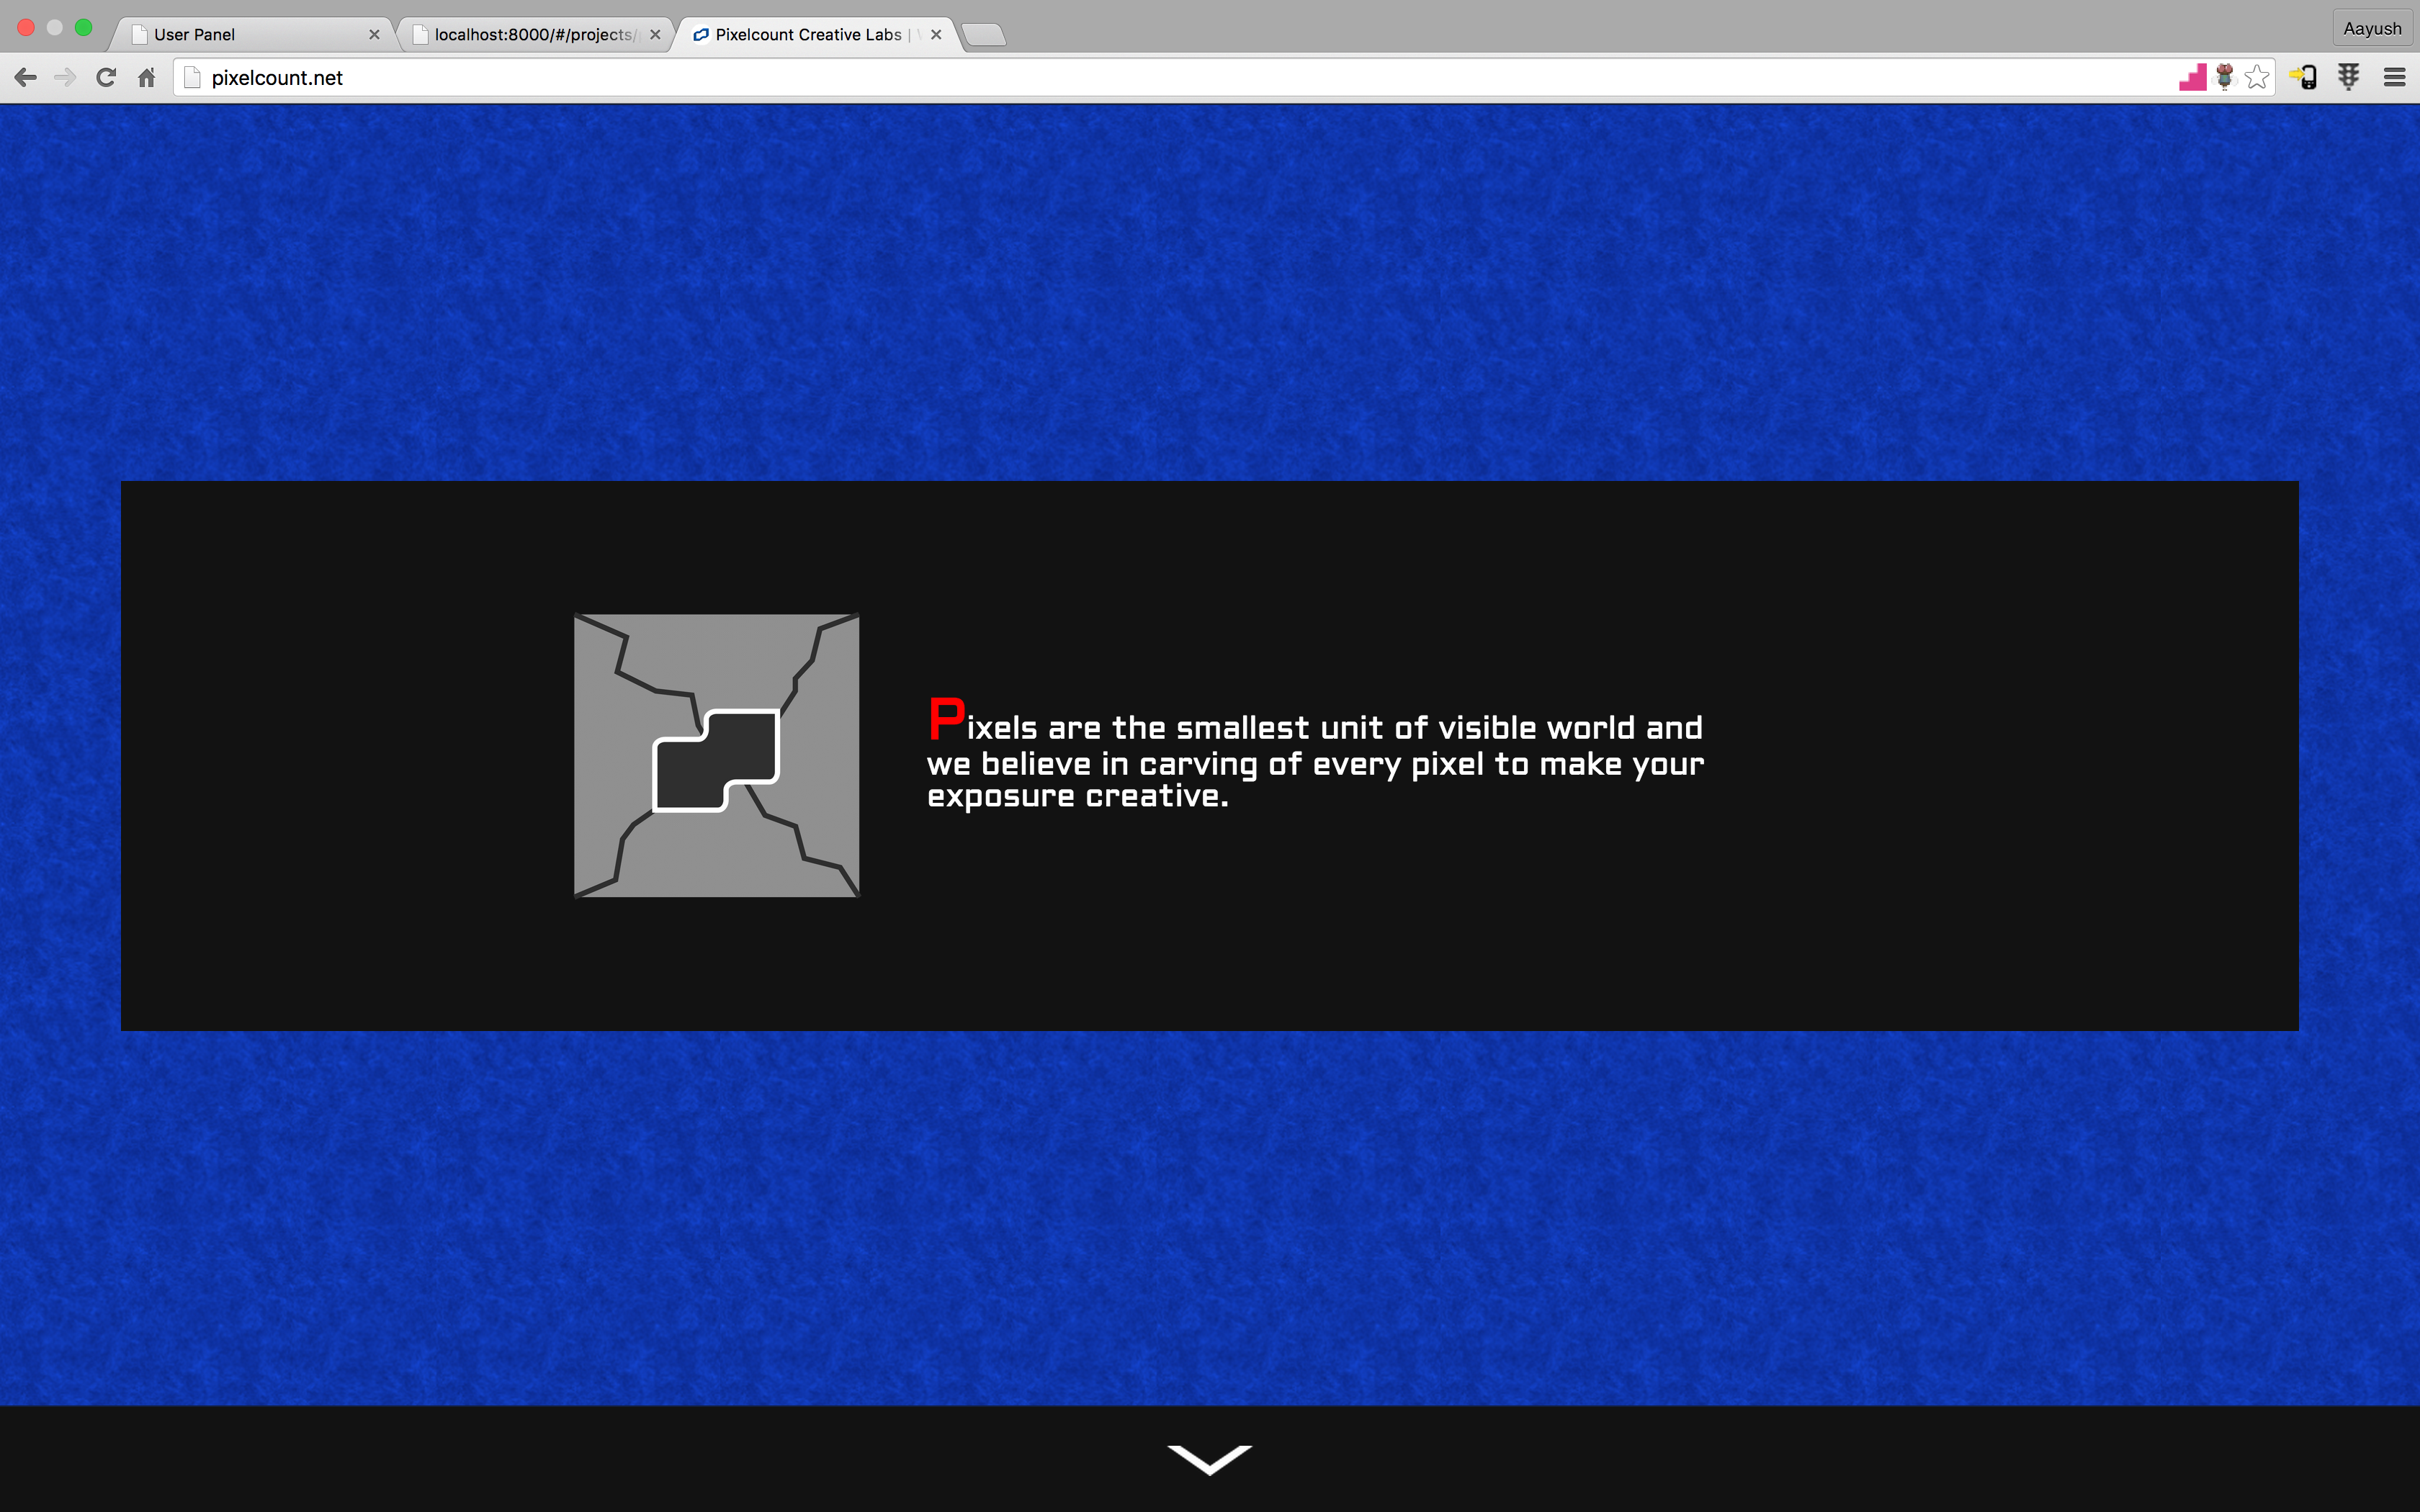 User Panel
localhost:8000/#/projects/
Pixelcount Creative Labs |
Aayush
pixelcount.net
Pixels are the smallest unit of visible world and
we believe in carving of every pixel to make your
exposure creative.